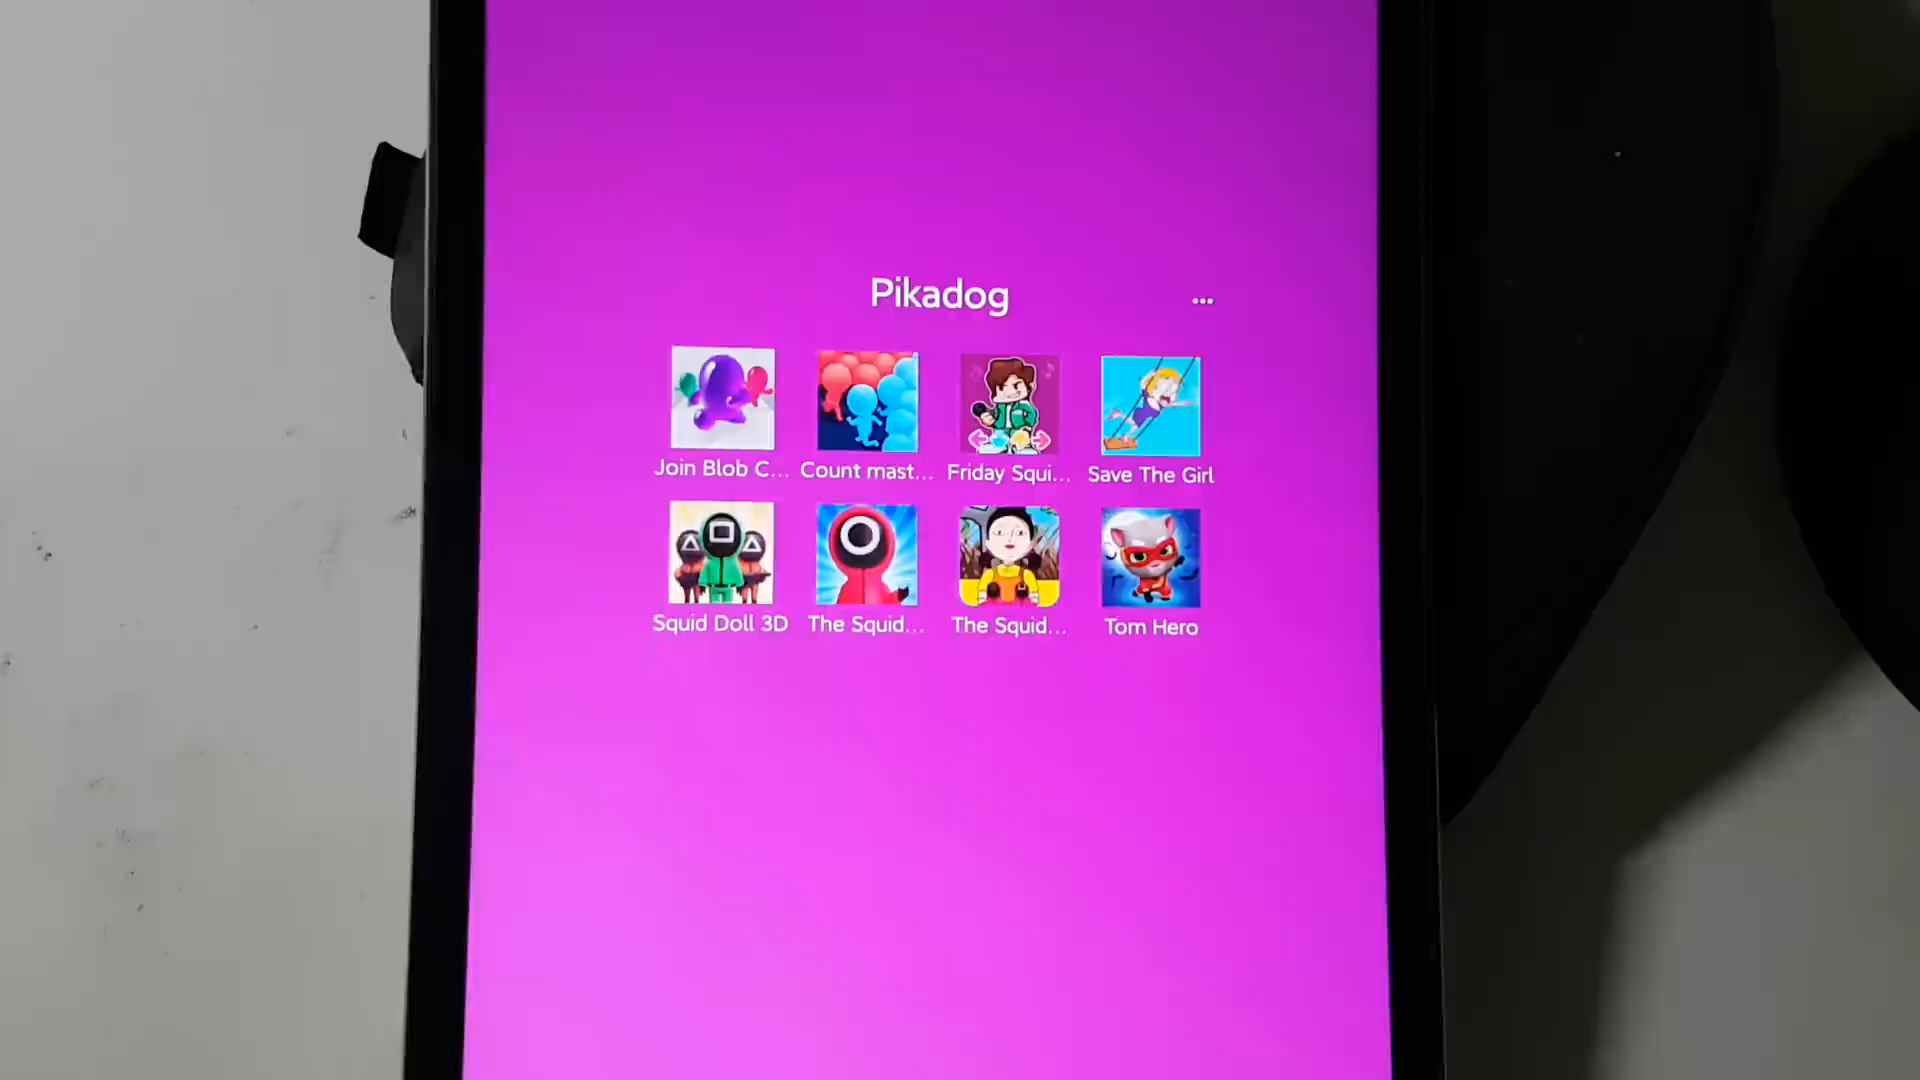 Pikadog
...
Join Blob C... Count mast... Friday Squi... Save The Girl
Squid Doll 3D The Squid... The Squid... Tom Hero